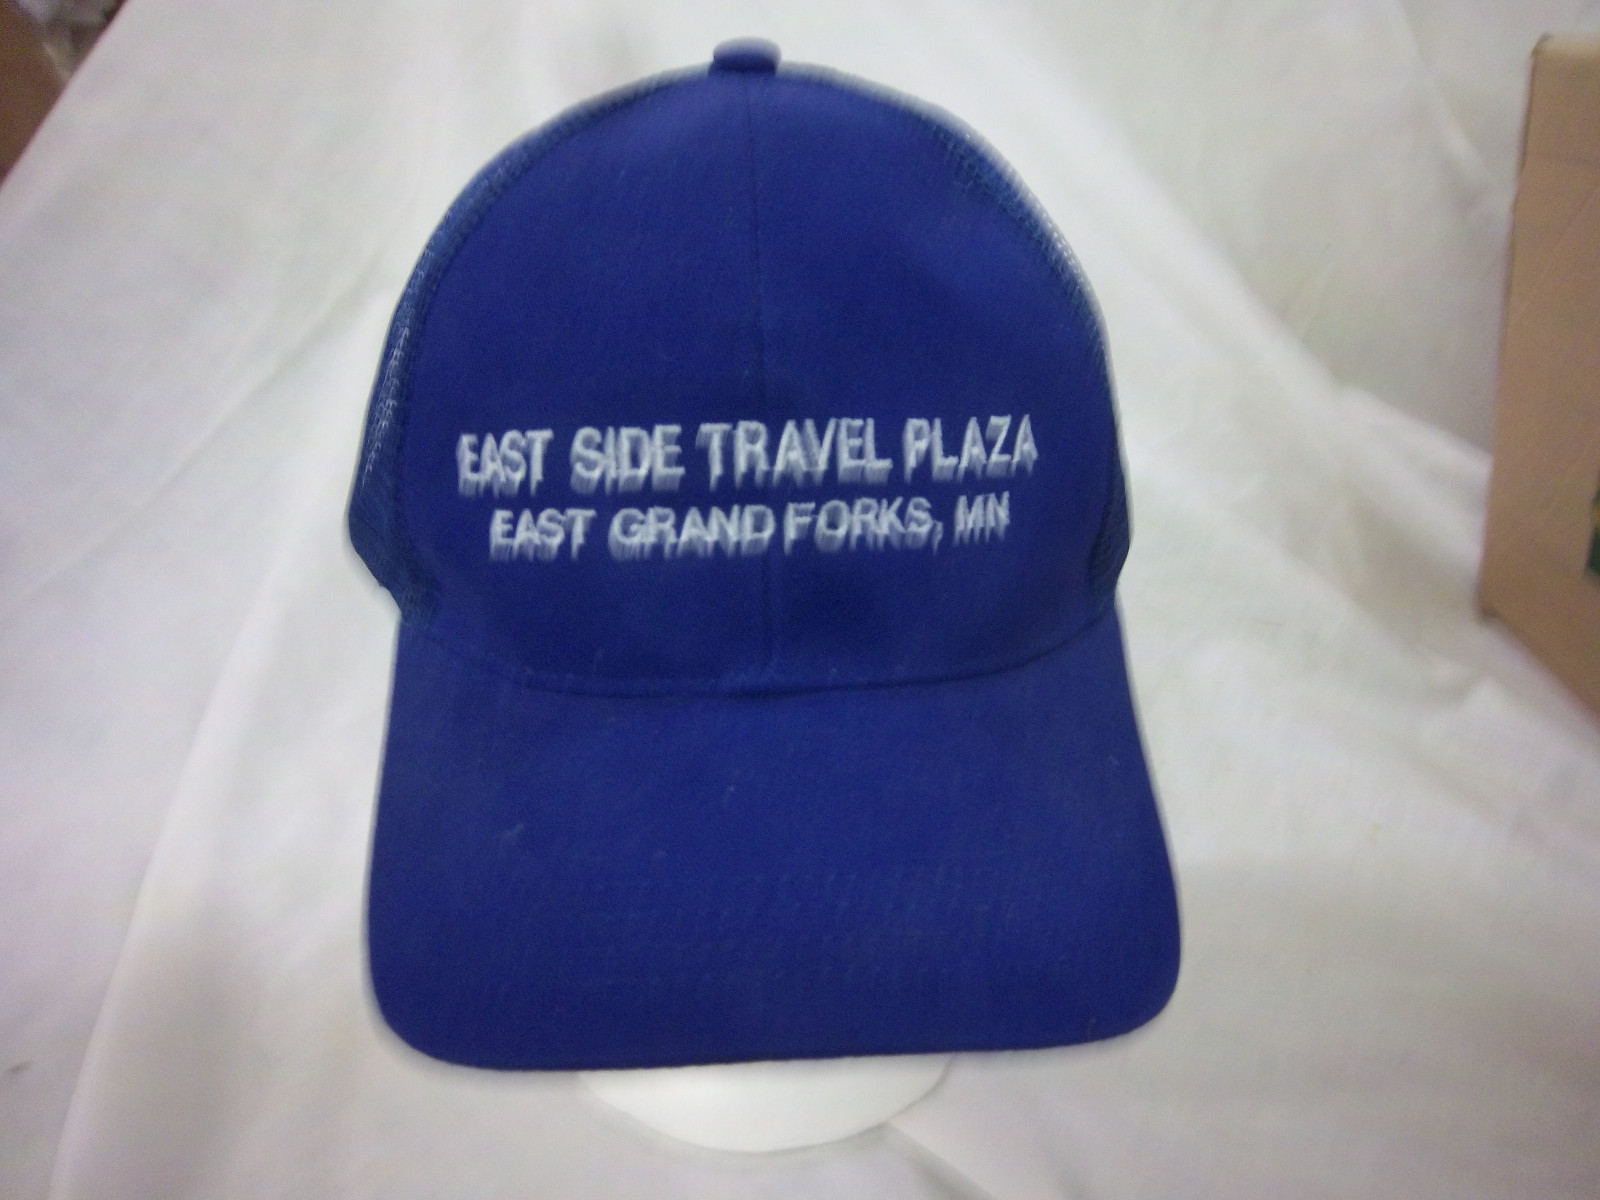 EAST SIDE TRAVEL PLAZA
EAST GRAND FORKS, MN